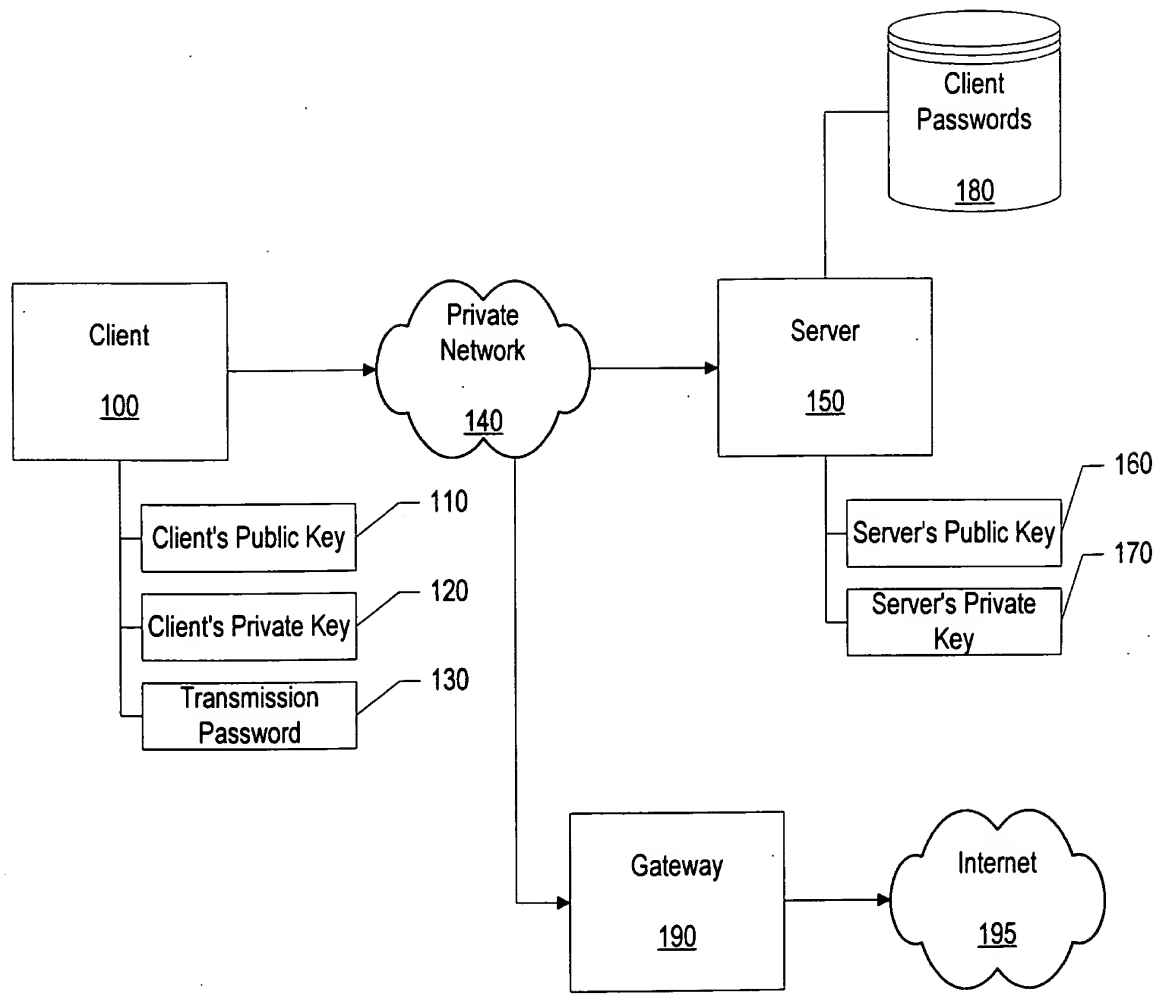 Client
Passwords
180
Client
100
Private
Network
140
Server
150
110
Client's Public Key
120
Client's Private Key
130
Transmission
Password
160
Server's Public Key
170
Server's Private
Key
Gateway
190
Internet
195